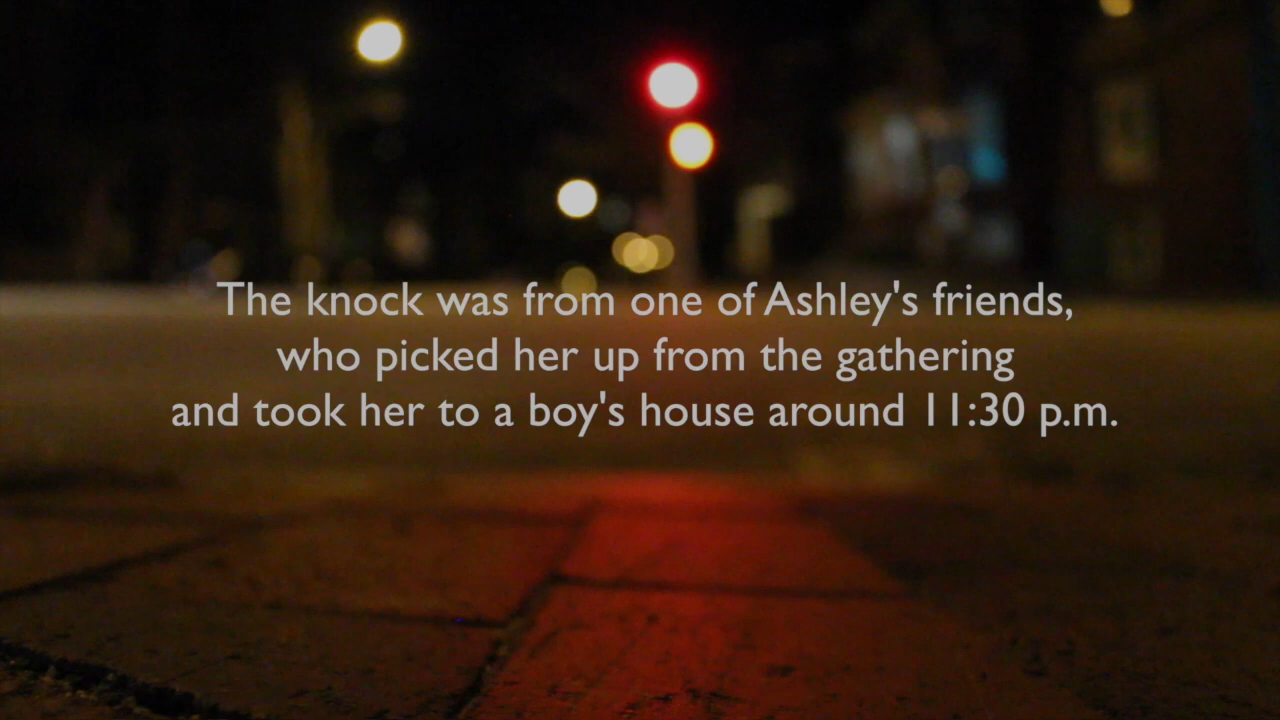 The knock was from one of Ashley's friends,
who picked her up from the gathering
and took her to a boy's house around 11:30 p.m.